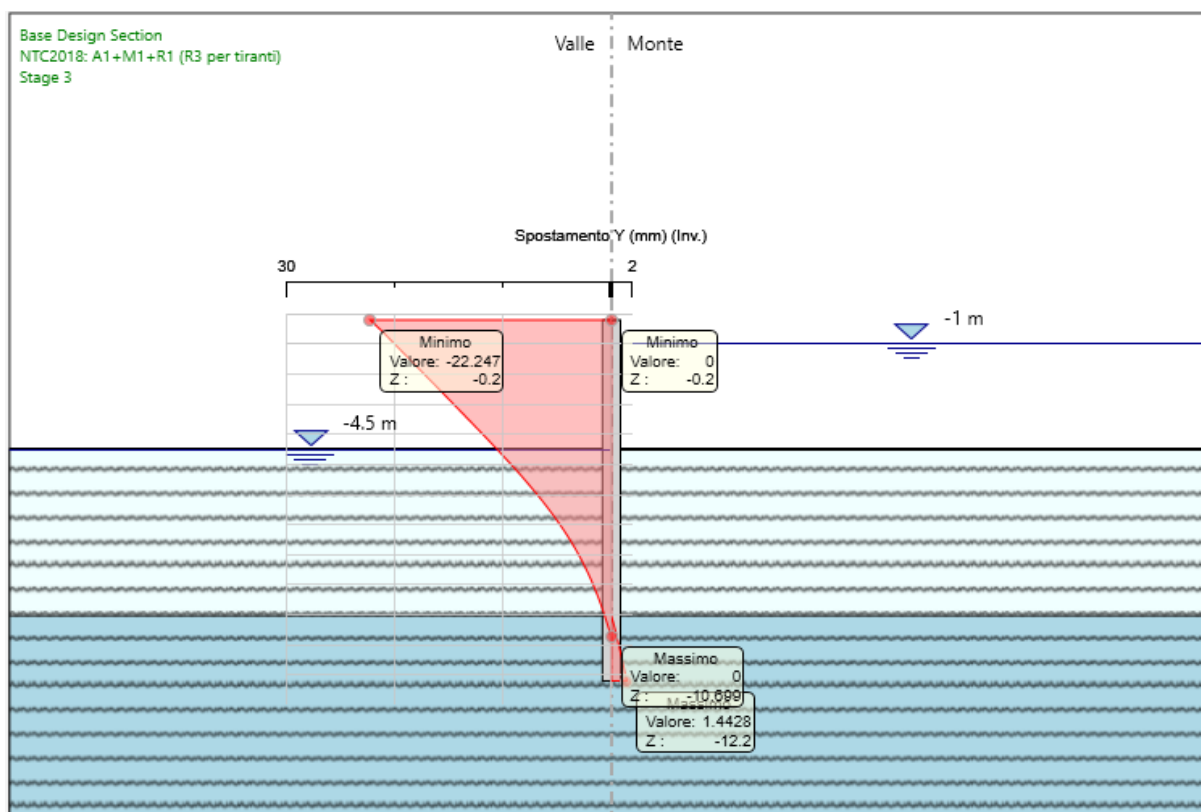 Base Design Section
NTC2018: A1+M1+R1 (R3 per tiranti)
Stage 3
Valle Monte
Spostamento Y (mm) (Inv.)
30 2
-1 m
Minimo
Valore: -22.247
Z : -0.2
Minimo
Valore: 0
Z : -0.2
-4.5 m
Massimo
Valore: 0
Z : -10.699
Massimo
Valore: 1.4428
Z : -12.2